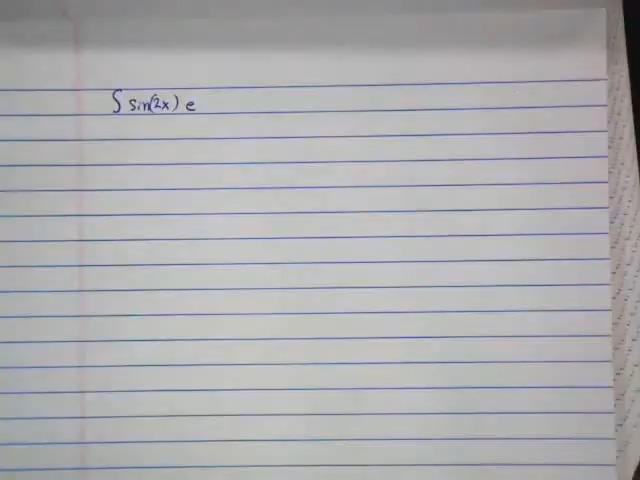 ∫ sin(2x) e